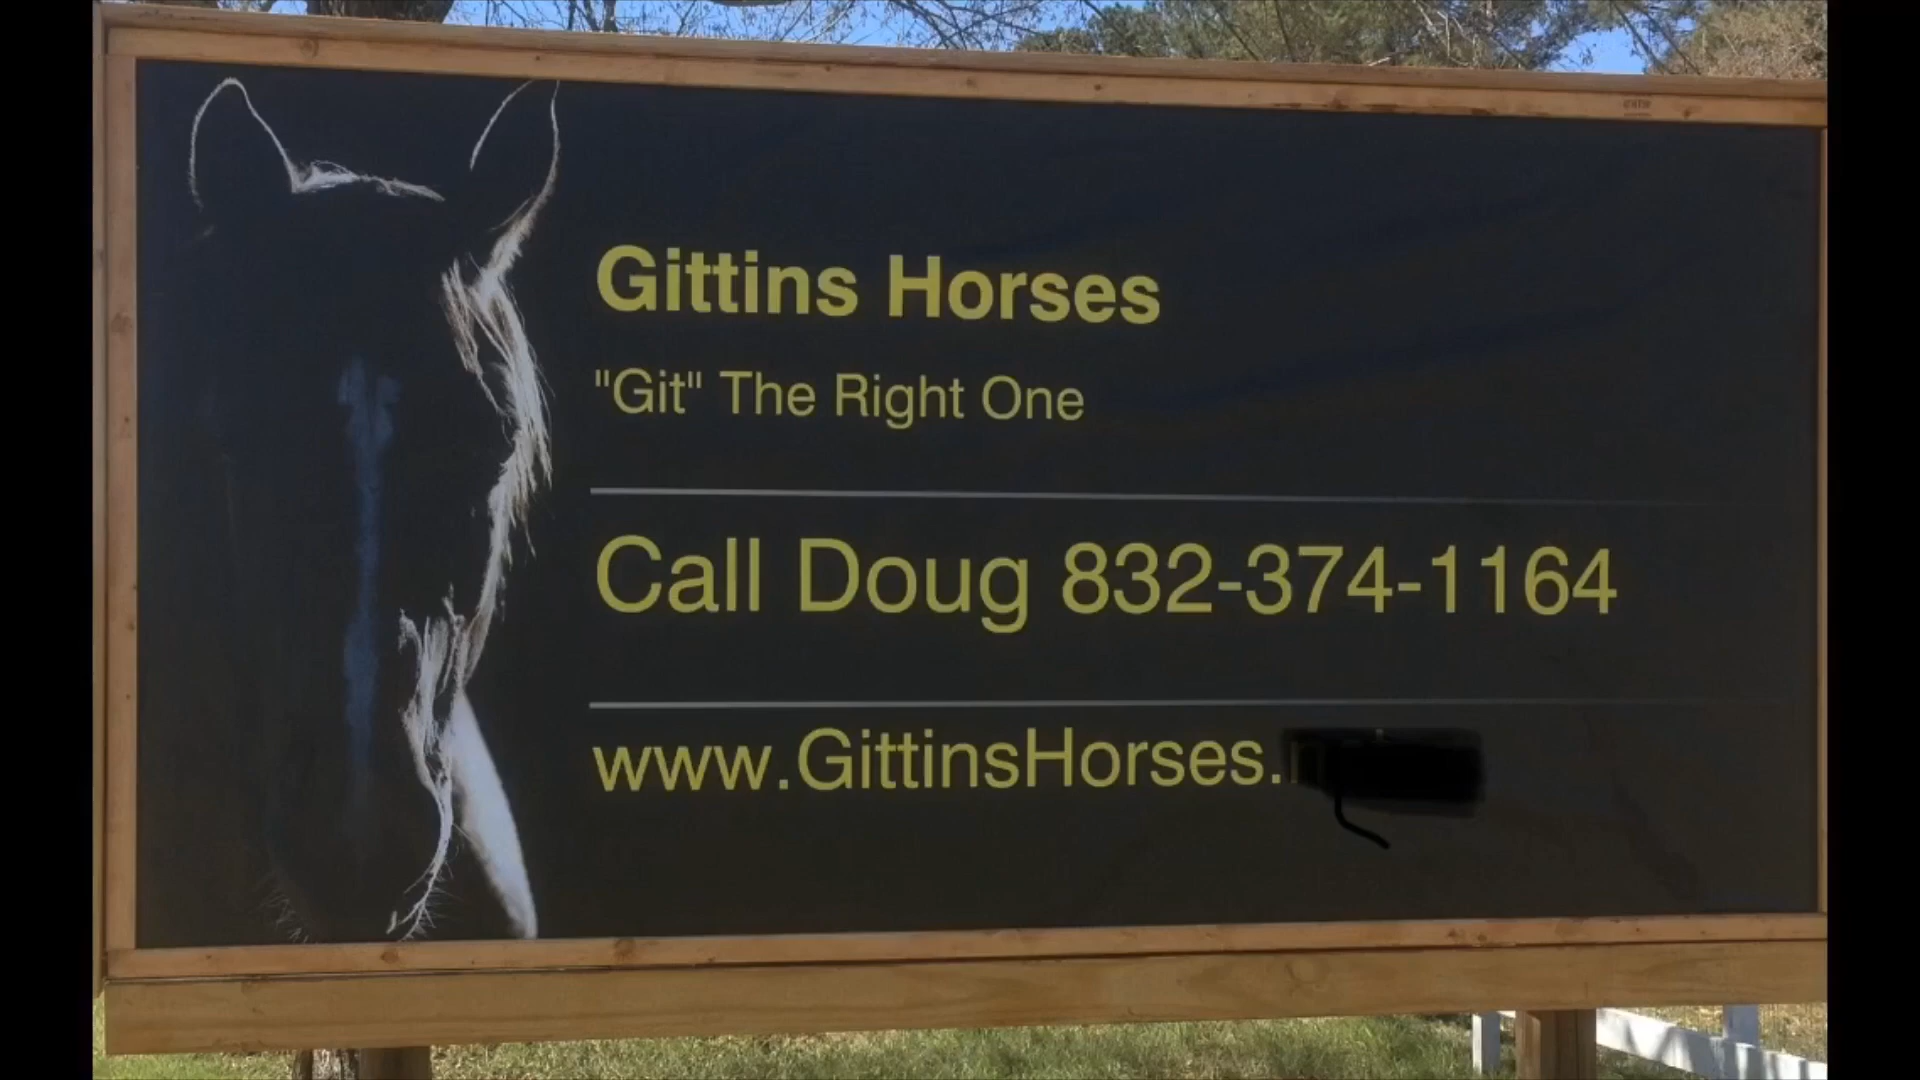 Gittins Horses
"Git" The Right One
Call Doug 832-374-1164
www.GittinsHorses.